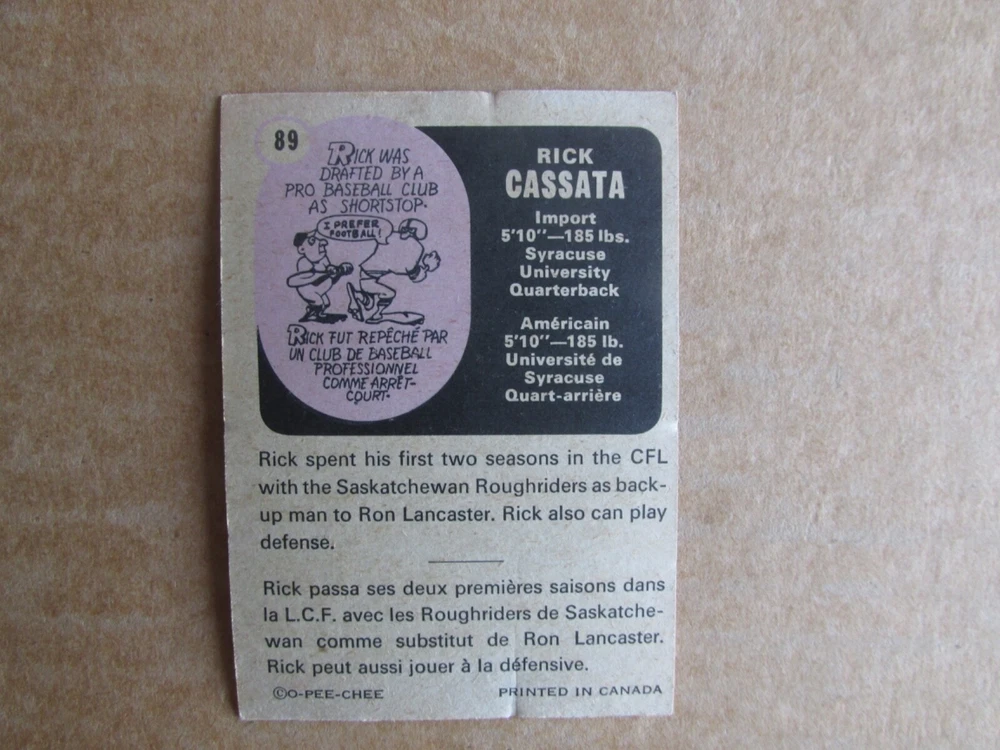 89
RICK WAS
DRAFTED BY A
PRO BASEBALL CLUB
AS SHORTSTOP.
I PREFER
FOOTBALL!
RICK FUT REPÊCHÉ PAR
UN CLUB DE BASEBALL
PROFESSIONNEL
COMME ARRÊT-
COURT.
RICK
CASSATA
Import
5'10"—185 lbs.
Syracuse
University
Quarterback
Américain
5'10"—185 lb.
Université de
Syracuse
Quart-arrière
Rick spent his first two seasons in the CFL
with the Saskatchewan Roughriders as back-
up man to Ron Lancaster. Rick also can play
defense.
Rick passa ses deux premières saisons dans
la L.C.F. avec les Roughriders de Saskatche-
wan comme substitut de Ron Lancaster.
Rick peut aussi jouer à la défensive.
©O-PEE-CHEE
PRINTED IN CANADA